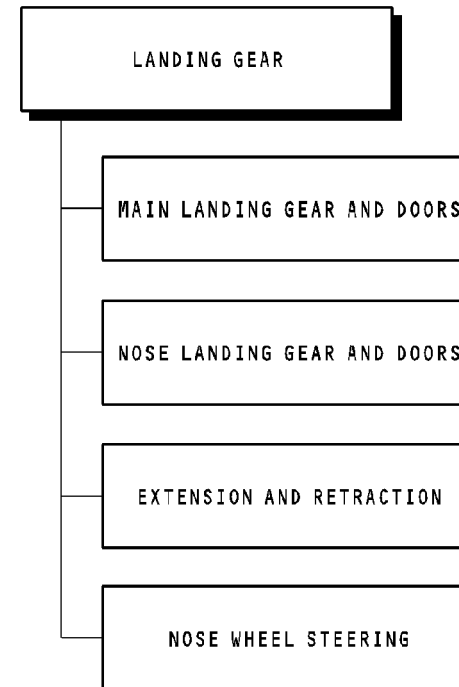 LANDING GEAR
MAIN LANDING GEAR AND DOORS
NOSE LANDING GEAR AND DOORS
EXTENSION AND RETRACTION
NOSE WHEEL STEERING